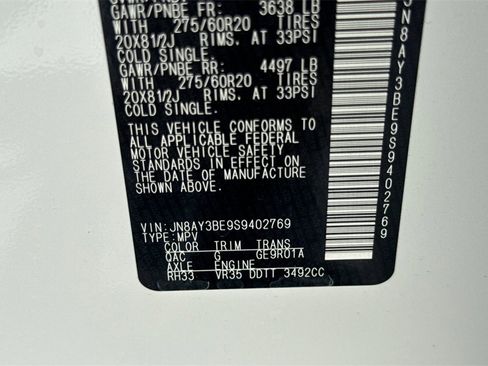 GAWR/PNBE FR: 3638 LB
WITH 275/60R20 TIRES
20X81/2J RIMS. AT 33PSI
COLD SINGLE.
GAWR/PNBE RR: 4497 LB
WITH 275/60R20 TIRES
20X81/2J RIMS. AT 33PSI
COLD SINGLE.
THIS VEHICLE CONFORMS TO
ALL APPLICABLE FEDERAL
MOTOR VEHICLE SAFETY
STANDARDS IN EFFECT ON
THE DATE OF MANUFACTURE
SHOWN ABOVE.
VIN: JN8AY3BE9S9402769
TYPE: MPV
COLOR TRIM TRANS
QAC G GE9R01A
AXLE ENGINE
RH33 VR35 DDTT 3492CC
JN8AY3BE9S9402769